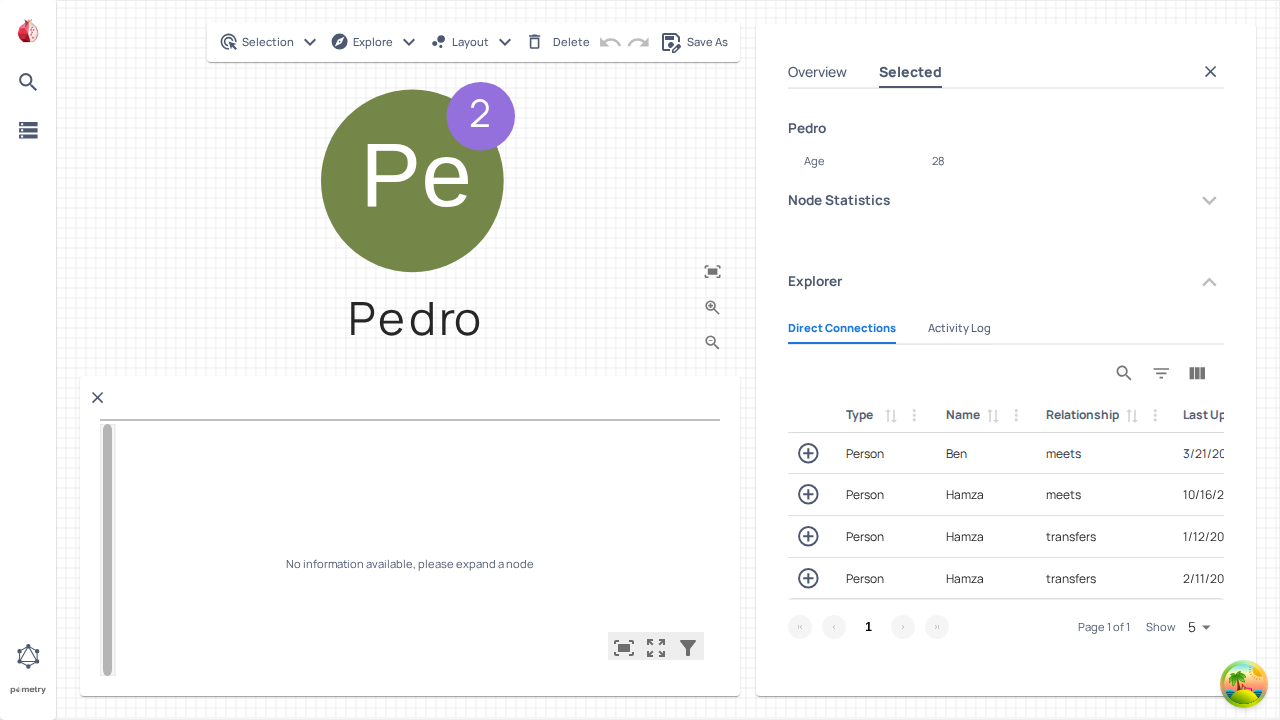 Selection
Explore
Layout
Delete
Save As
Pe
2
Pedro
No information available, please expand a node
pometry
Overview
Selected
Pedro
Age 28
Node Statistics
Explorer
Direct Connections
Activity Log
Type Name Relationship Last Up
Person Ben meets 3/21/20
Person Hamza meets 10/16/2
Person Hamza transfers 1/12/20
Person Hamza transfers 2/11/20
1
Page 1 of 1 Show 5